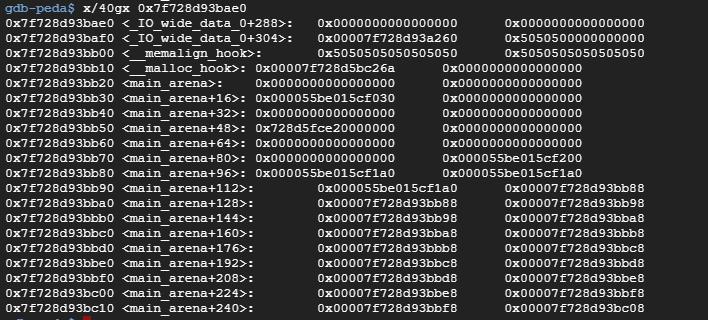 gdb-peda$ x/40gx 0x7f728d93bae0
0x7f728d93bae0 <_IO_wide_data_0+288>: 0x0000000000000000 0x0000000000000000
0x7f728d93baf0 <_IO_wide_data_0+304>: 0x00007f728d93a260 0x5050500000000000
0x7f728d93bb00 <__memalign_hook>: 0x5050505050505050 0x5050505050505050
0x7f728d93bb10 <__malloc_hook>: 0x00007f728d5bc26a 0x0000000000000000
0x7f728d93bb20 <main_arena>: 0x0000000000000000 0x0000000000000000
0x7f728d93bb30 <main_arena+16>: 0x000055be015cf030 0x0000000000000000
0x7f728d93bb40 <main_arena+32>: 0x0000000000000000 0x0000000000000000
0x7f728d93bb50 <main_arena+48>: 0x728d5fce20000000 0x0000000000000000
0x7f728d93bb60 <main_arena+64>: 0x0000000000000000 0x0000000000000000
0x7f728d93bb70 <main_arena+80>: 0x0000000000000000 0x000055be015cf200
0x7f728d93bb80 <main_arena+96>: 0x000055be015cf1a0 0x000055be015cf1a0
0x7f728d93bb90 <main_arena+112>: 0x000055be015cf1a0 0x00007f728d93bb88
0x7f728d93bba0 <main_arena+128>: 0x00007f728d93bb88 0x00007f728d93bb98
0x7f728d93bbb0 <main_arena+144>: 0x00007f728d93bb98 0x00007f728d93bba8
0x7f728d93bbc0 <main_arena+160>: 0x00007f728d93bba8 0x00007f728d93bbb8
0x7f728d93bbd0 <main_arena+176>: 0x00007f728d93bbb8 0x00007f728d93bbc8
0x7f728d93bbe0 <main_arena+192>: 0x00007f728d93bbc8 0x00007f728d93bbd8
0x7f728d93bbf0 <main_arena+208>: 0x00007f728d93bbd8 0x00007f728d93bbe8
0x7f728d93bc00 <main_arena+224>: 0x00007f728d93bbe8 0x00007f728d93bbf8
0x7f728d93bc10 <main_arena+240>: 0x00007f728d93bbf8 0x00007f728d93bc08